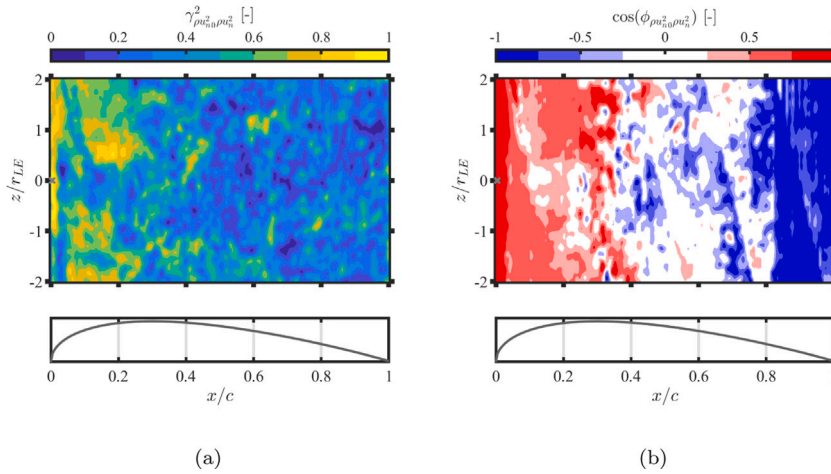 γ²ρu²n0ρu²n [-]
0 0.2 0.4 0.6 0.8 1
2
1
0
-1
-2
z/rLE
0 0.2 0.4 0.6 0.8 1
x/c
(a)
cos(ϕρu²n0ρu²n) [-]
-1 -0.5 0 0.5
2
1
0
-1
-2
z/rLE
0 0.2 0.4 0.6 0.8
x/c
(b)